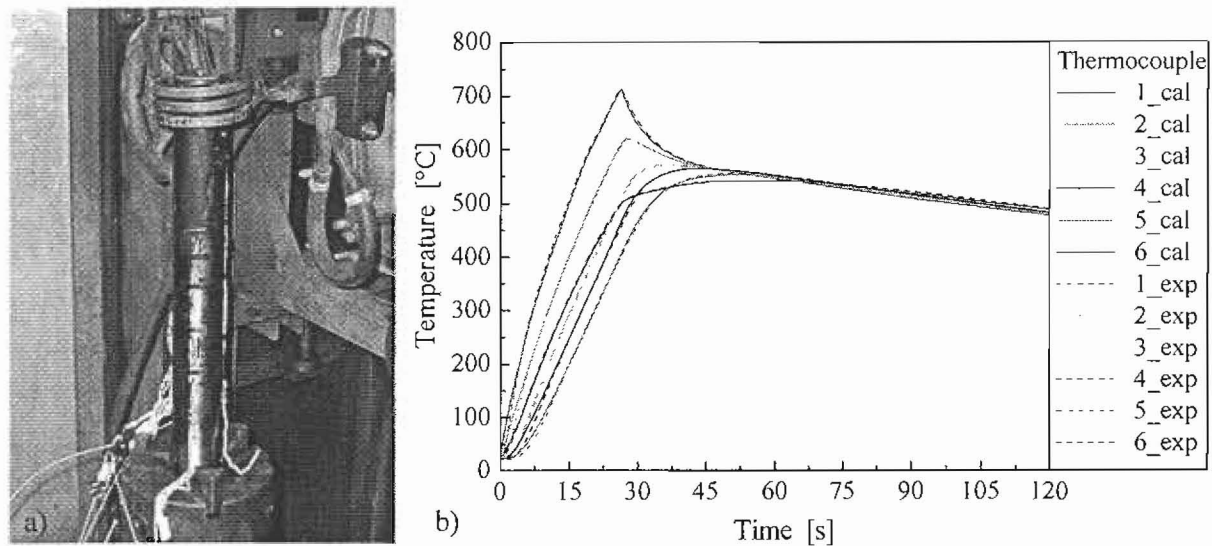 a)
800
700
600
500
400
300
200
100
0
Temperature [°C]
0 15 30 45 60 75 90 105 120
b)
Time [s]
Thermocouple
1_cal
2_cal
3_cal
4_cal
5_cal
6_cal
1_exp
2_exp
3_exp
4_exp
5_exp
6_exp